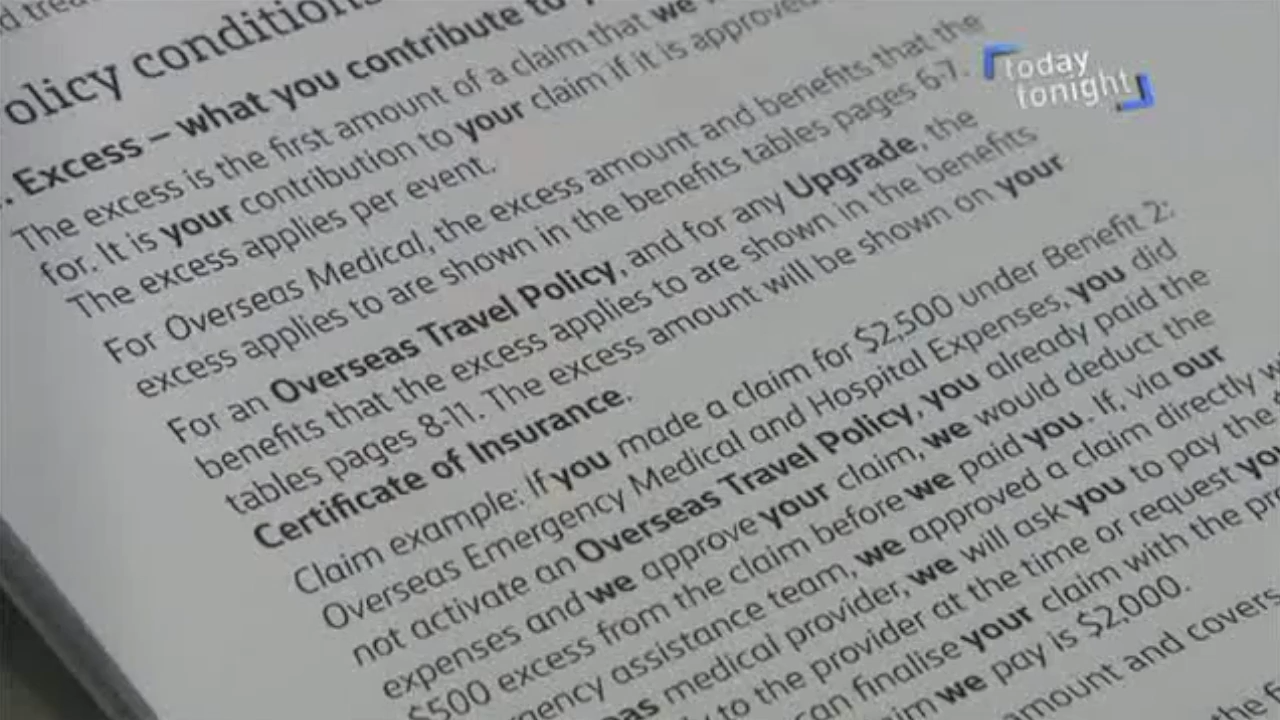 olicy conditions
. Excess – what you contribute to
The excess is the first amount of a claim that we
for. It is your contribution to your claim if it is approved
The excess applies per event.
For Overseas Medical, the excess amount and benefits that the
excess applies to are shown in the benefits tables pages 6-7.
For an Overseas Travel Policy, and for any Upgrade, the
benefits that the excess applies to are shown in the benefits
tables pages 8-11. The excess amount will be shown on your
Certificate of Insurance.
Claim example: If you made a claim for $2,500 under Benefit 2:
Overseas Emergency Medical and Hospital Expenses, you did
not activate an Overseas Travel Policy, you already paid the
expenses and we approve your claim, we would deduct the
$500 excess from the claim before we paid you. If, via our
ency assistance team, we approved a claim directly
as medical provider, we will ask you to pay the
to the provider at the time or request
can finalise your claim with the
im we pay is $2,000.
amount and covers
today
tonight